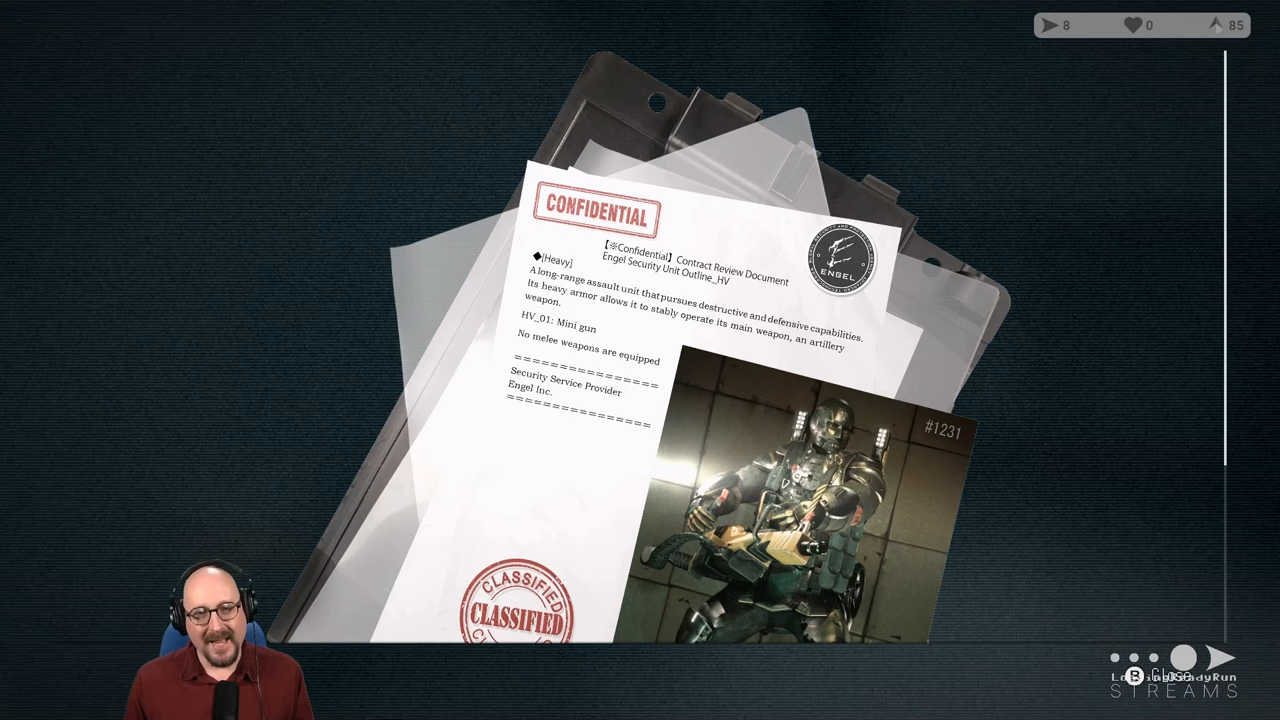 8
0
85
CONFIDENTIAL
【※Confidential】Contract Review Document
Engel Security Unit Outline_HV
ENGEL
◆[Heavy]
A long-range assault unit that pursues destructive and defensive capabilities.
Its heavy armor allows it to stably operate its main weapon, an artillery
weapon.
HV_01: Mini gun
No melee weapons are equipped
================
Security Service Provider
Engel Inc.
================
#1231
CLASSIFIED
CLASSIFIED
B Close
STREAMS